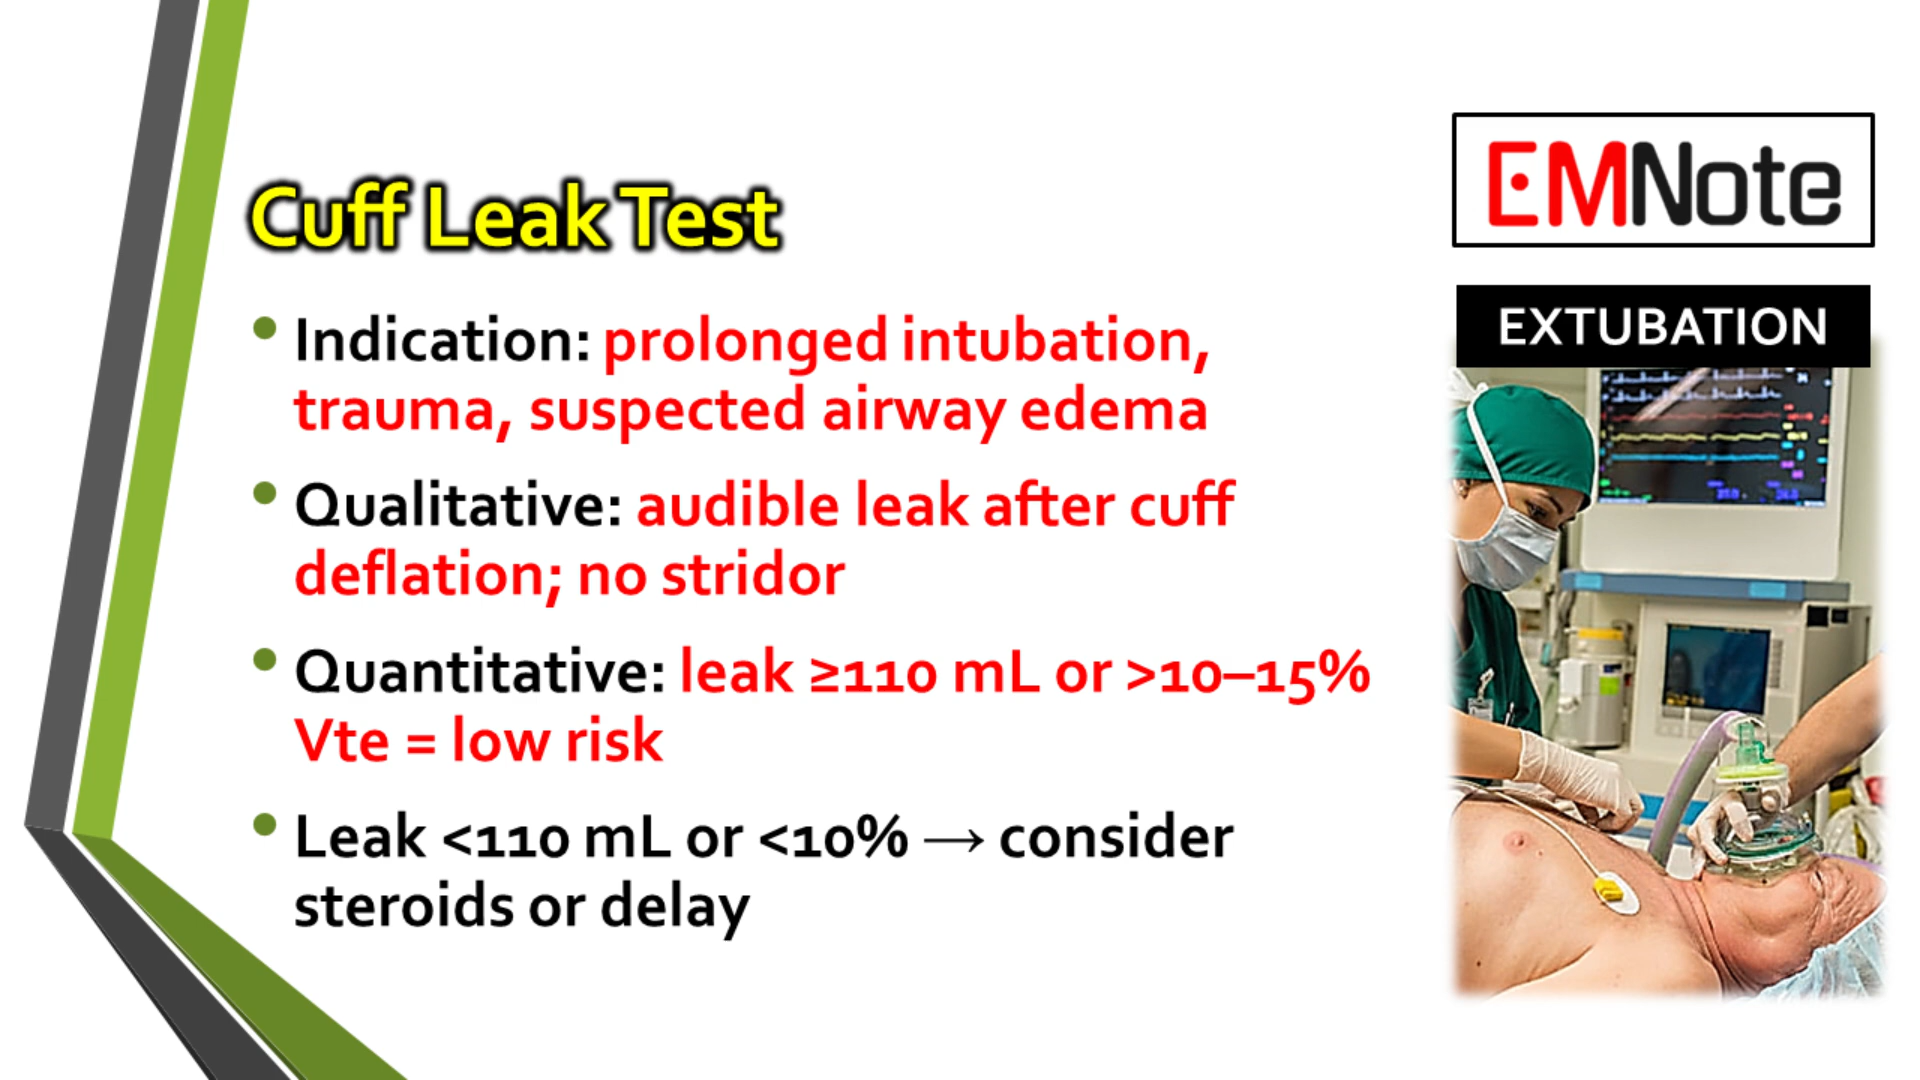 EMNote
EXTUBATION
Cuff Leak Test
• Indication: prolonged intubation,
trauma, suspected airway edema
• Qualitative: audible leak after cuff
deflation; no stridor
• Quantitative: leak ≥110 mL or >10–15%
Vte = low risk
• Leak <110 mL or <10% → consider
steroids or delay